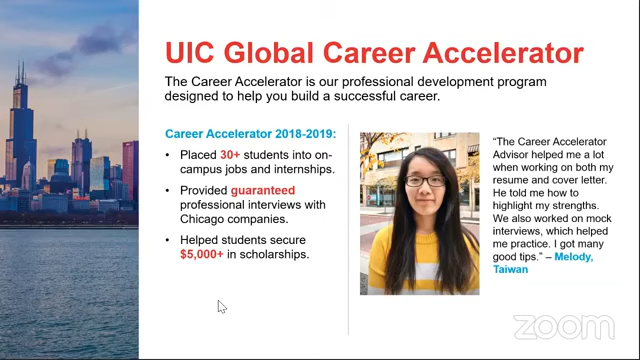 UIC Global Career Accelerator
The Career Accelerator is our professional development program
designed to help you build a successful career.
Career Accelerator 2018-2019:
• Placed 30+ students into on-
campus jobs and internships.
• Provided guaranteed
professional interviews with
Chicago companies.
• Helped students secure
$5,000+ in scholarships.
“The Career Accelerator
Advisor helped me a lot
when working on both my
resume and cover letter.
He told me how to
highlight my strengths.
We also worked on mock
interviews, which helped
me practice. I got many
good tips.” – Melody,
Taiwan
zoom